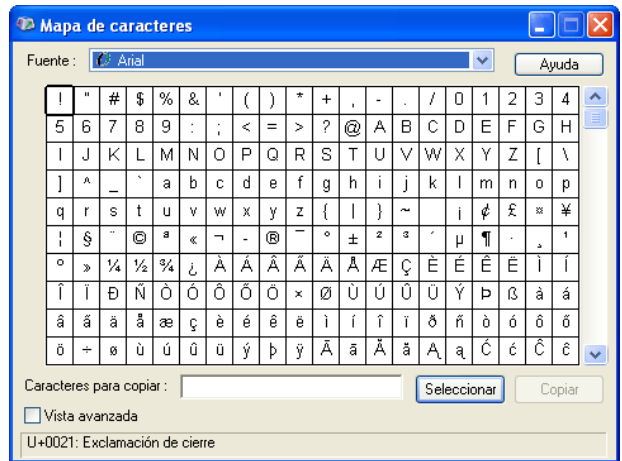 Mapa de caracteres
Fuente : Arial Ayuda
! " # $ % & ' ( ) * + , - . / 0 1 2 3 4
5 6 7 8 9 : ; < = > ? @ A B C D E F G H
I J K L M N O P Q R S T U V W X Y Z [ \
] ^ _ ` a b c d e f g h i j k l m n o p
q r s t u v w x y z { | } ~ ¡ ¢ £ ¤ ¥
¦ § ¨ © ª « ¬ - ® ¯ ° ± ² ³ ´ µ ¶ · ¸ ¹
º » ¼ ½ ¾ ¿ À Á Â Ã Ä Å Æ Ç È É Ê Ë Ì Í
Î Ï Ð Ñ Ò Ó Ô Õ Ö × Ø Ù Ú Û Ü Ý Þ ß à á
â ã ä å æ ç è é ê ë ì í î ï ð ñ ò ó ô õ
ö ÷ ø ù ú û ü ý þ ÿ Ā ā Ă ă Ą ą Ć ć Ĉ ĉ
Caracteres para copiar : Seleccionar Copiar
Vista avanzada
U+0021: Exclamación de cierre